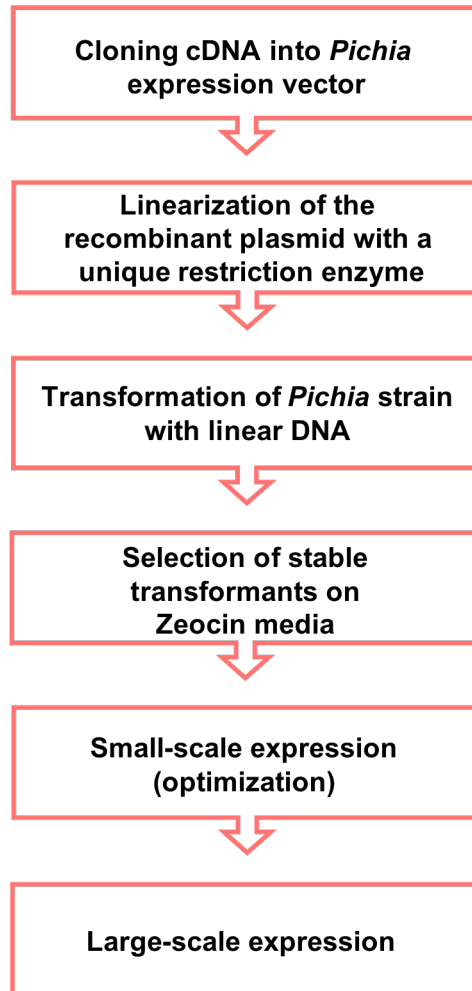 Cloning cDNA into Pichia
expression vector
Linearization of the
recombinant plasmid with a
unique restriction enzyme
Transformation of Pichia strain
with linear DNA
Selection of stable
transformants on
Zeocin media
Small-scale expression
(optimization)
Large-scale expression